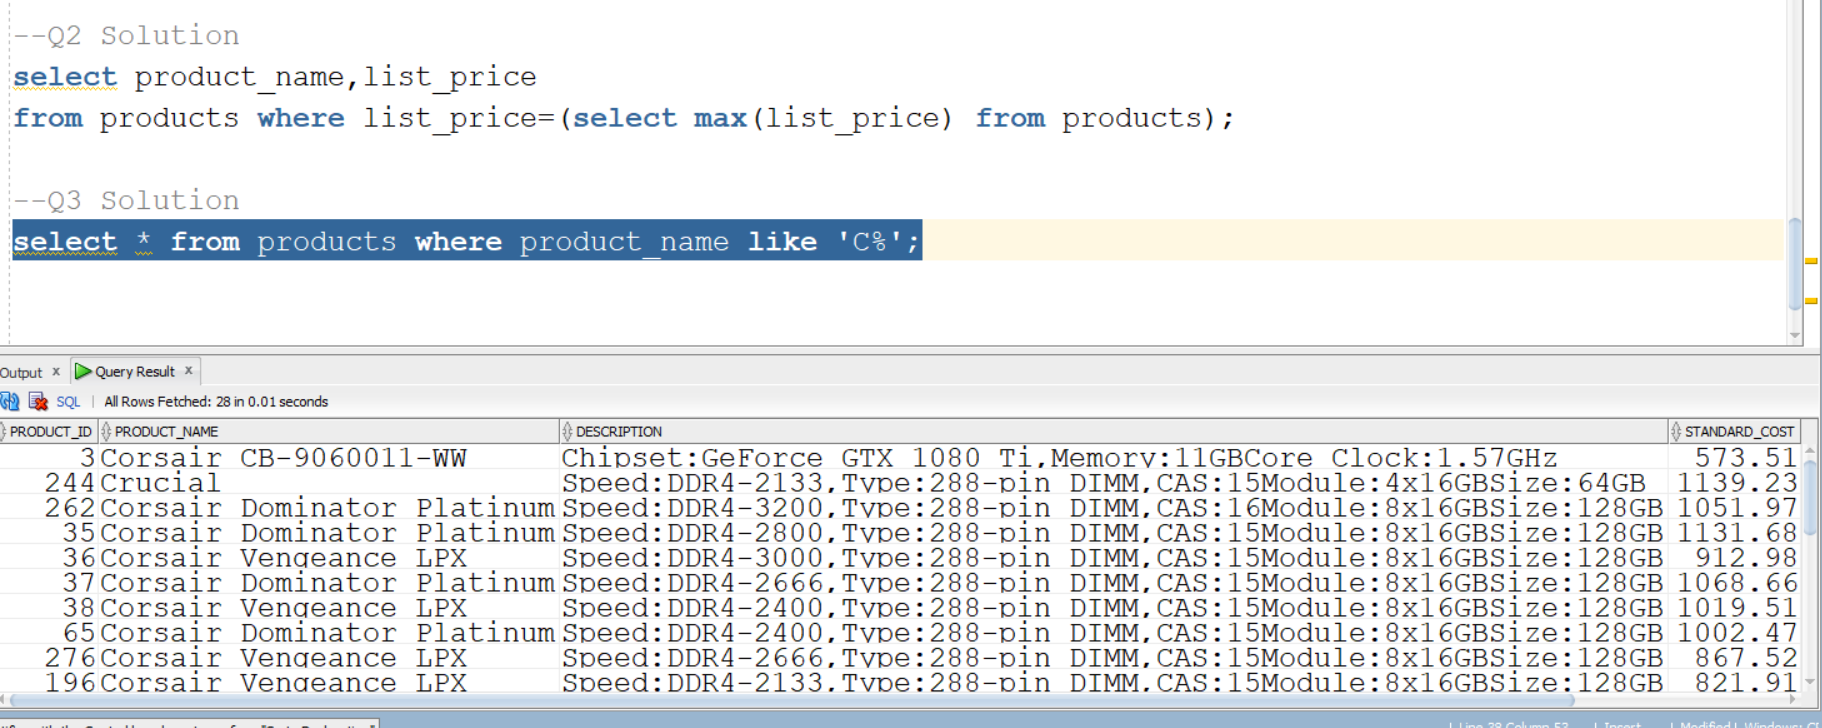 --Q2 Solution
select product_name,list_price
from products where list_price=(select max(list_price) from products);
--Q3 Solution
select * from products where product_name like 'C%';
Output x Query Result x
SQL | All Rows Fetched: 28 in 0.01 seconds
PRODUCT_ID PRODUCT_NAME DESCRIPTION STANDARD_COST
3 Corsair CB-9060011-WW Chipset:GeForce GTX 1080 Ti,Memory:11GBCore Clock:1.57GHz 573.51
244 Crucial Speed:DDR4-2133,Type:288-pin DIMM,CAS:15Module:4x16GBSize:64GB 1139.23
262 Corsair Dominator Platinum Speed:DDR4-3200,Type:288-pin DIMM,CAS:16Module:8x16GBSize:128GB 1051.97
35 Corsair Dominator Platinum Speed:DDR4-2800,Type:288-pin DIMM,CAS:15Module:8x16GBSize:128GB 1131.68
36 Corsair Vengeance LPX Speed:DDR4-3000,Type:288-pin DIMM,CAS:15Module:8x16GBSize:128GB 912.98
37 Corsair Dominator Platinum Speed:DDR4-2666,Type:288-pin DIMM,CAS:15Module:8x16GBSize:128GB 1068.66
38 Corsair Vengeance LPX Speed:DDR4-2400,Type:288-pin DIMM,CAS:15Module:8x16GBSize:128GB 1019.51
65 Corsair Dominator Platinum Speed:DDR4-2400,Type:288-pin DIMM,CAS:15Module:8x16GBSize:128GB 1002.47
276 Corsair Vengeance LPX Speed:DDR4-2666,Type:288-pin DIMM,CAS:15Module:8x16GBSize:128GB 867.52
196 Corsair Vengeance LPX Speed:DDR4-2133,Type:288-pin DIMM,CAS:15Module:8x16GBSize:128GB 821.91
| Line 38 Column 53 | Insert | Modified | Windows: